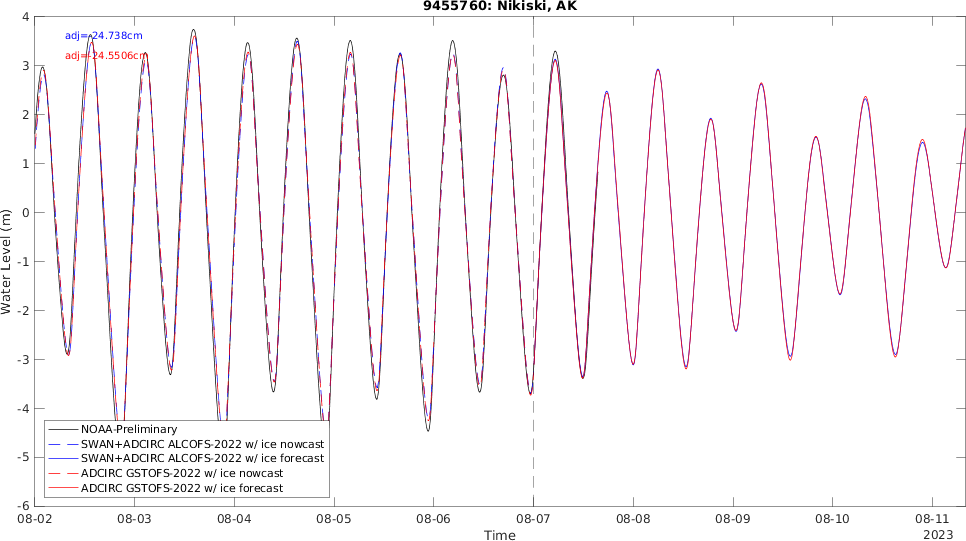 9455760: Nikiski, AK
adj=-24.738cm
adj=-24.5506cm
4
3
2
1
0
-1
-2
-3
-4
-5
-6
Water Level (m)
NOAA-Preliminary
SWAN+ADCIRC ALCOFS-2022 w/ ice nowcast
SWAN+ADCIRC ALCOFS-2022 w/ ice forecast
ADCIRC GSTOFS-2022 w/ ice nowcast
ADCIRC GSTOFS-2022 w/ ice forecast
08-02 08-03 08-04 08-05 08-06 08-07 08-08 08-09 08-10 08-11
Time
2023